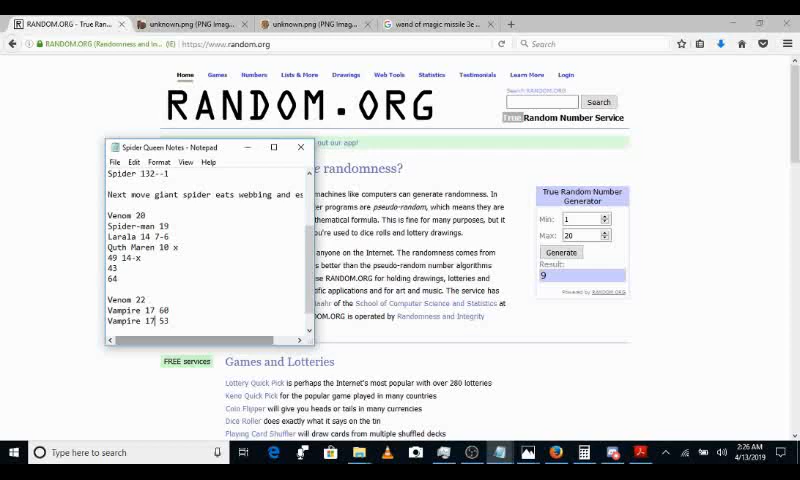 RANDOM.ORG - True Ran...
unknown.png (PNG Imag...
unknown.png (PNG Imag...
wand of magic missile 3e ...
RANDOM.ORG (Randomness and In...
https://www.random.org
Search
Home Games Numbers Lists & More Drawings Web Tools Statistics Testimonials Learn More Login
RANDOM.ORG
Search RANDOM.ORG
Search
True Random Number Service
out our app!
Spider Queen Notes - Notepad
File Edit Format View Help
Spider 132--1
Next move giant spider eats webbing and es
Venom 20
Spider-man 19
Larala 14 7-6
Quth Maren 10 x
49 14-x
43
64
Venom 22
Vampire 17 60
Vampire 17 53
e randomness?
machines like computers can generate randomness. In
r programs are pseudo-random, which means they are
thematical formula. This is fine for many purposes, but it
you're used to dice rolls and lottery drawings.
anyone on the Internet. The randomness comes from
is better than the pseudo-random number algorithms
se RANDOM.ORG for holding drawings, lotteries and
ific applications and for art and music. The service has
Haahr of the School of Computer Science and Statistics at
M.ORG is operated by Randomness and Integrity
True Random Number
Generator
Min: 1
Max: 20
Generate
Result:
9
Powered by RANDOM.ORG
FREE services
Games and Lotteries
Lottery Quick Pick is perhaps the Internet's most popular with over 280 lotteries
Keno Quick Pick for the popular game played in many countries
Coin Flipper will give you heads or tails in many currencies
Dice Roller does exactly what it says on the tin
Playing Card Shuffler will draw cards from multiple shuffled decks
Type here to search
2:26 AM
4/13/2019